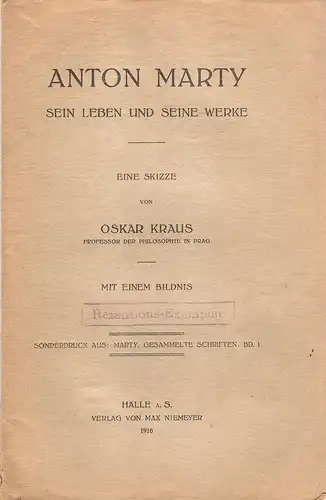 ANTON MARTY
SEIN LEBEN UND SEINE WERKE
EINE SKIZZE
VON
OSKAR KRAUS
PROFESSOR DER PHILOSOPHIE IN PRAG
MIT EINEM BILDNIS
Rezensions-Exemplar
SONDERDRUCK AUS: MARTY, GESAMMELTE SCHRIFTEN: BD. I
HALLE A. S.
VERLAG VON MAX NIEMEYER
1916